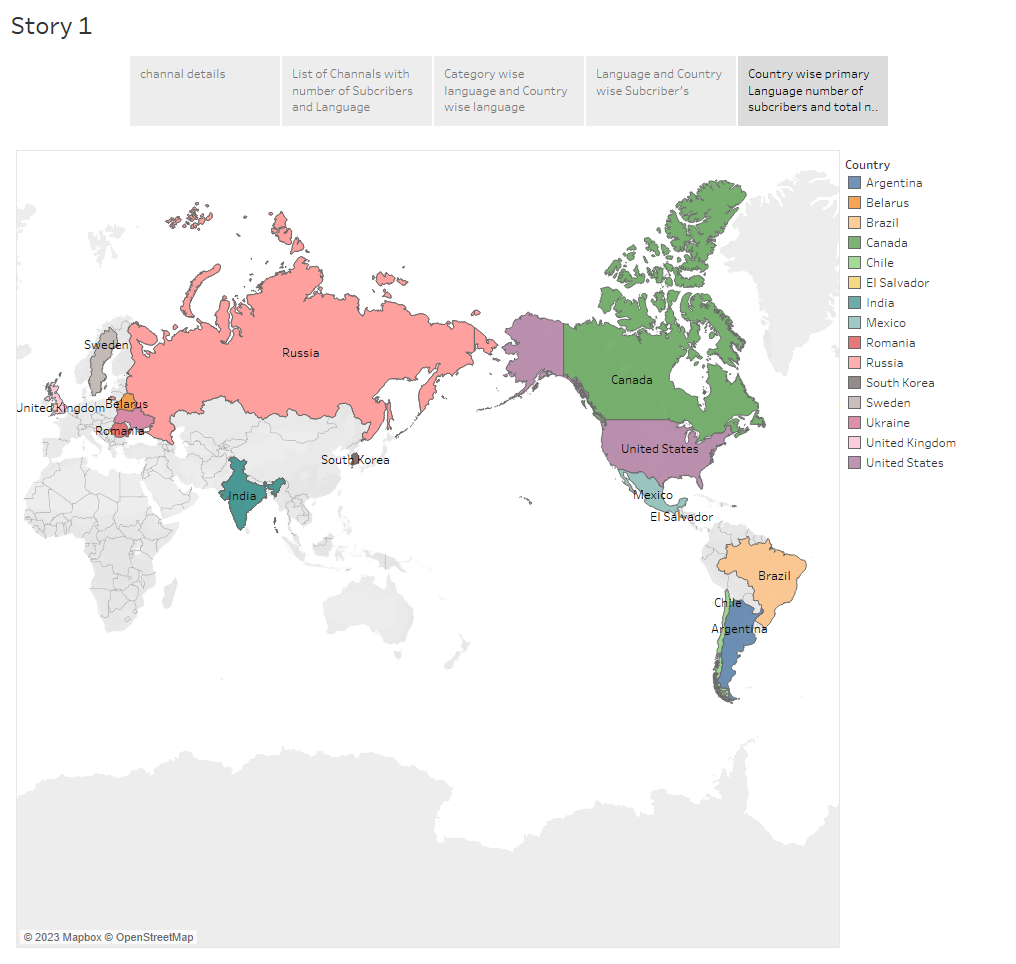 Story 1
channal details
List of Channals with
number of Subcribers
and Language
Category wise
language and Country
wise language
Language and Country
wise Subcriber's
Country wise primary
Language number of
subcribers and total n..
Country
Argentina
Belarus
Brazil
Canada
Chile
El Salvador
India
Mexico
Romania
Russia
South Korea
Sweden
Ukraine
United Kingdom
United States
Sweden
Russia
Canada
United Kingdom
Belarus
Romania
South Korea
United States
India
Mexico
El Salvador
Brazil
Chile
Argentina
© 2023 Mapbox © OpenStreetMap